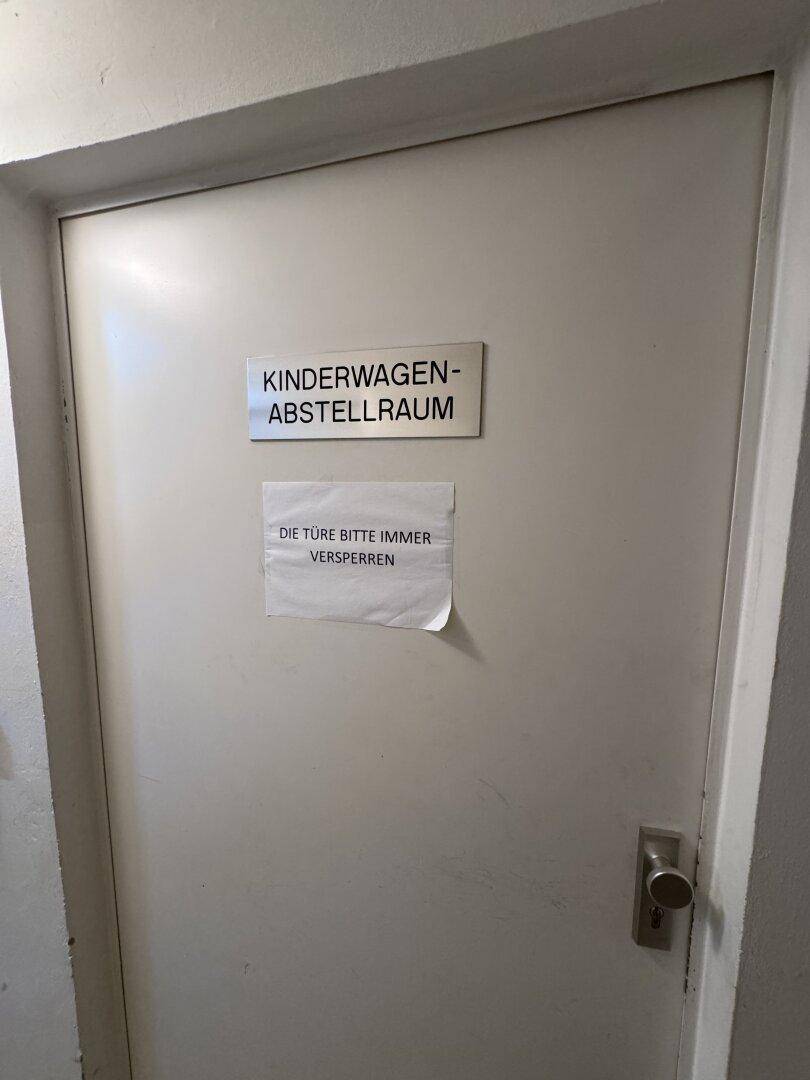 KINDERWAGEN-
ABSTELLRAUM
DIE TÜRE BITTE IMMER
VERSPERREN